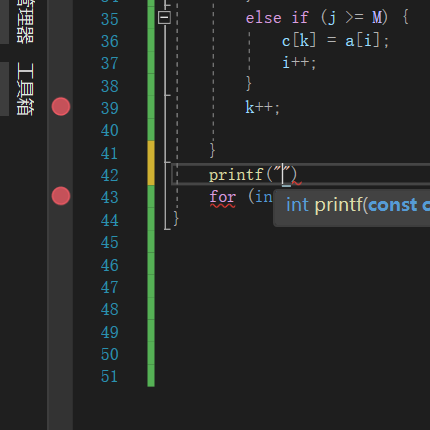 管理器
工具箱
35 else if (j >= M) {
36 c[k] = a[i];
37 i++;
38 }
39 k++;
40
41 }
42 printf("")
43 for (in
int printf(const c
44 }
45
46
47
48
49
50
51